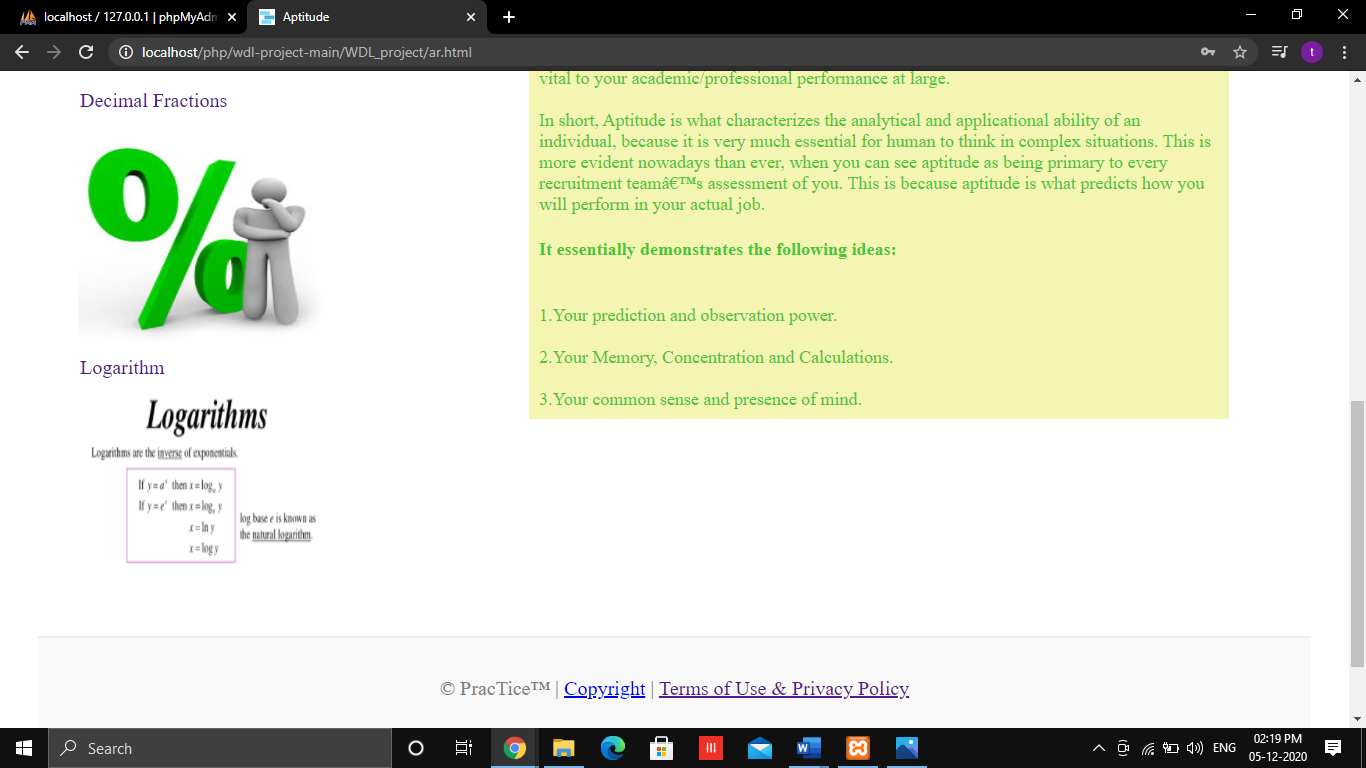 localhost / 127.0.0.1 | phpMyAdm
Aptitude
localhost/php/wdl-project-main/WDL_project/ar.html
t
Decimal Fractions
%
Logarithm
Logarithms
Logarithms are the inverse of exponentials.
If y = aˣ then x = logₐ y
If y = eˣ then x = logₑ y
x = ln y
x = log y
log base e is known as
the natural logarithm.
vital to your academic/professional performance at large.
In short, Aptitude is what characterizes the analytical and applicational ability of an
individual, because it is very much essential for human to think in complex situations. This is
more evident nowadays than ever, when you can see aptitude as being primary to every
recruitment teamâ€™s assessment of you. This is because aptitude is what predicts how you
will perform in your actual job.
It essentially demonstrates the following ideas:
1.Your prediction and observation power.
2.Your Memory, Concentration and Calculations.
3.Your common sense and presence of mind.
© PracTice™ | Copyright | Terms of Use & Privacy Policy
Search
ENG
02:19 PM
05-12-2020